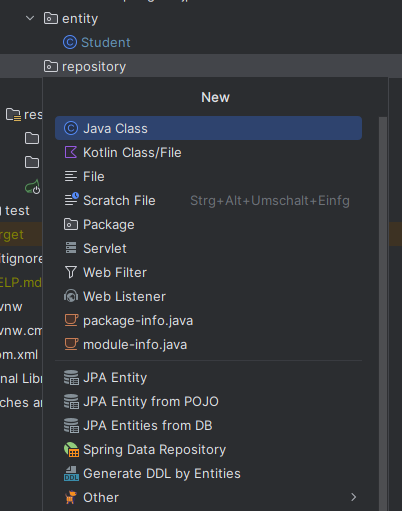 entity
Student
repository
New
Java Class
Kotlin Class/File
File
res
Scratch File Strg+Alt+Umschalt+Einfg
Package
test
Servlet
rget
Web Filter
itignore
ELP.md
Web Listener
vnw
package-info.java
vnw.cm
module-info.java
om.xml
JPA Entity
nal Libr
JPA Entity from POJO
ches an
JPA Entities from DB
Spring Data Repository
Generate DDL by Entities
Other